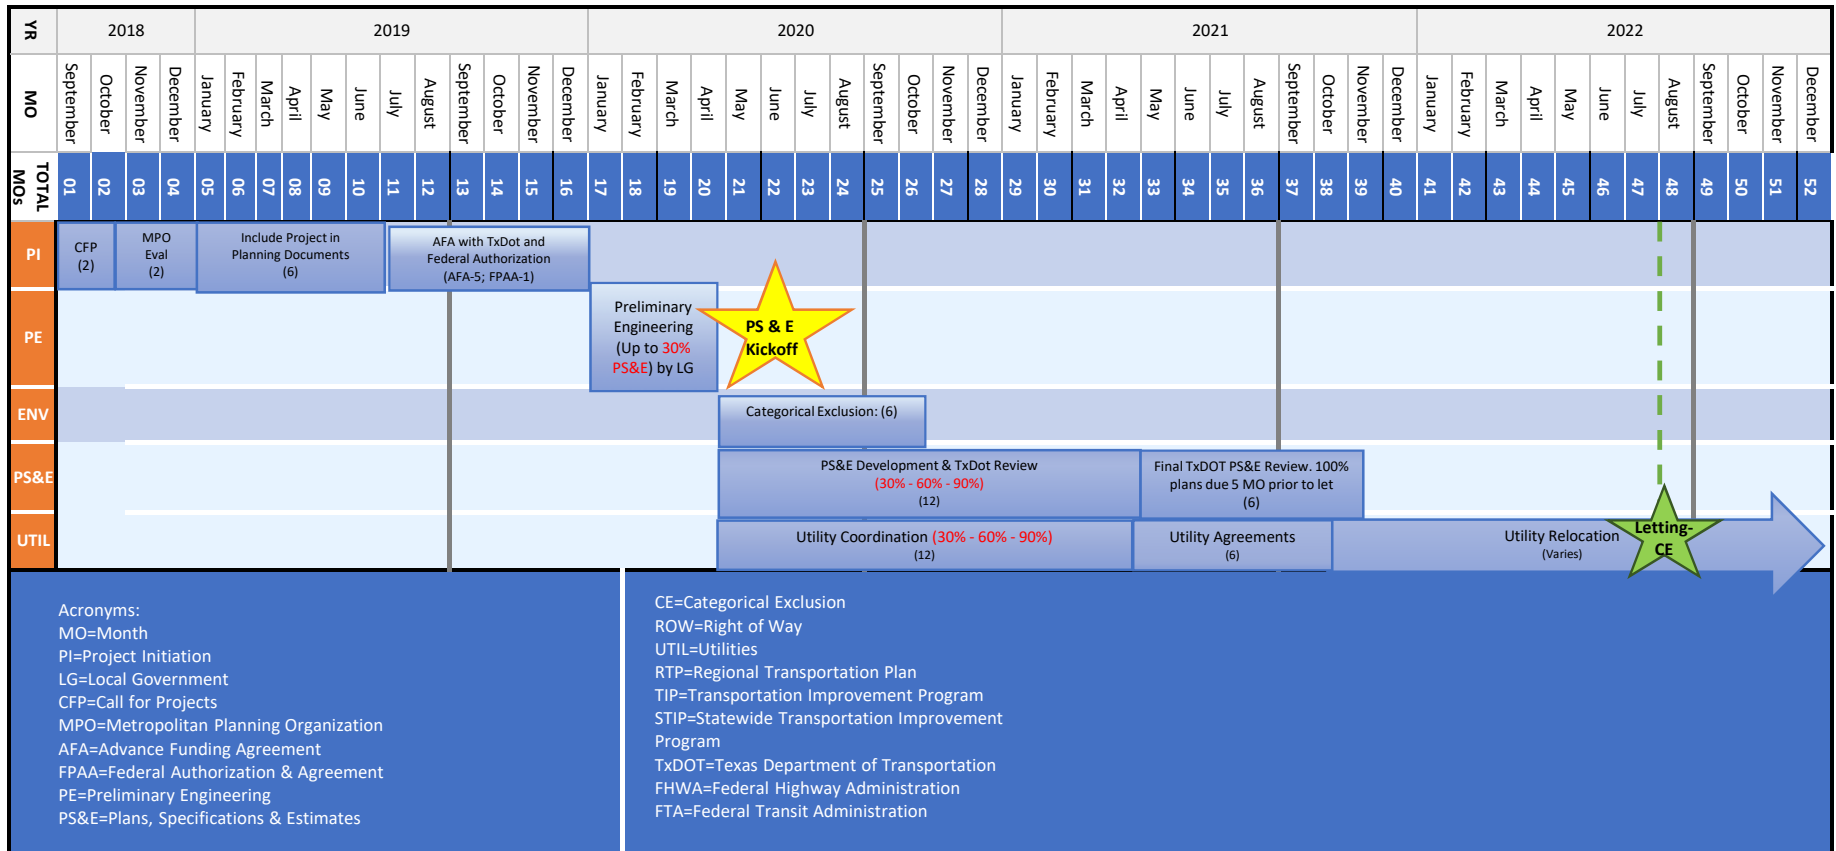 YR 2018 2019 2020 2021 2022
MO September October November December January February March April May June July August September October November December January February March April May June July August September October November December January February March April May June July August September October November December January February March April May June July August September October November December
TOTAL
MOs
01 02 03 04 05 06 07 08 09 10 11 12 13 14 15 16 17 18 19 20 21 22 23 24 25 26 27 28 29 30 31 32 33 34 35 36 37 38 39 40 41 42 43 44 45 46 47 48 49 50 51 52
PI
CFP
(2)
MPO
Eval
(2)
Include Project in
Planning Documents
(6)
AFA with TxDot and
Federal Authorization
(AFA-5; FPAA-1)
PE
Preliminary
Engineering
(Up to 30%
PS&E) by LG
PS & E
Kickoff
ENV
Categorical Exclusion: (6)
PS&E
PS&E Development & TxDot Review
(30% - 60% - 90%)
(12)
Final TxDOT PS&E Review. 100%
plans due 5 MO prior to let
(6)
UTIL
Utility Coordination (30% - 60% - 90%)
(12)
Utility Agreements
(6)
Utility Relocation
(Varies)
Letting-
CE
Acronyms:
MO=Month
PI=Project Initiation
LG=Local Government
CFP=Call for Projects
MPO=Metropolitan Planning Organization
AFA=Advance Funding Agreement
FPAA=Federal Authorization & Agreement
PE=Preliminary Engineering
PS&E=Plans, Specifications & Estimates
CE=Categorical Exclusion
ROW=Right of Way
UTIL=Utilities
RTP=Regional Transportation Plan
TIP=Transportation Improvement Program
STIP=Statewide Transportation Improvement
Program
TxDOT=Texas Department of Transportation
FHWA=Federal Highway Administration
FTA=Federal Transit Administration